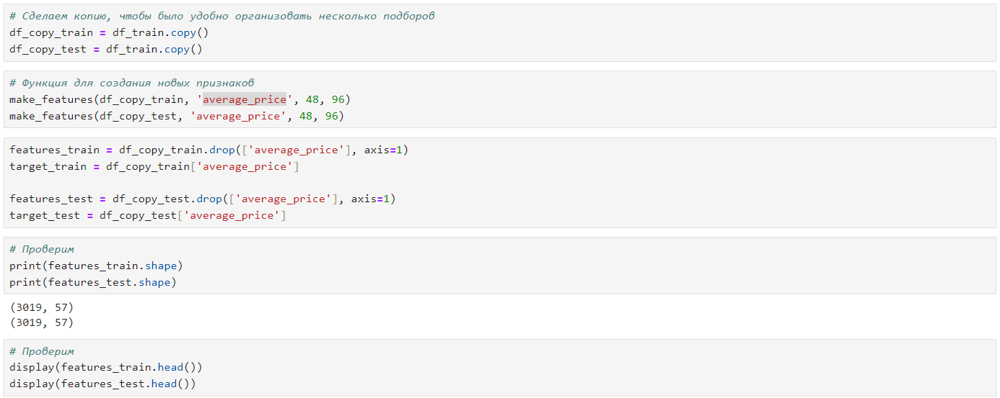 # Сделаем копию, чтобы было удобно организовать несколько подборов
df_copy_train = df_train.copy()
df_copy_test = df_train.copy()
# Функция для создания новых признаков
make_features(df_copy_train, 'average_price', 48, 96)
make_features(df_copy_test, 'average_price', 48, 96)
features_train = df_copy_train.drop(['average_price'], axis=1)
target_train = df_copy_train['average_price']
features_test = df_copy_test.drop(['average_price'], axis=1)
target_test = df_copy_test['average_price']
# Проверим
print(features_train.shape)
print(features_test.shape)
(3019, 57)
(3019, 57)
# Проверим
display(features_train.head())
display(features_test.head())